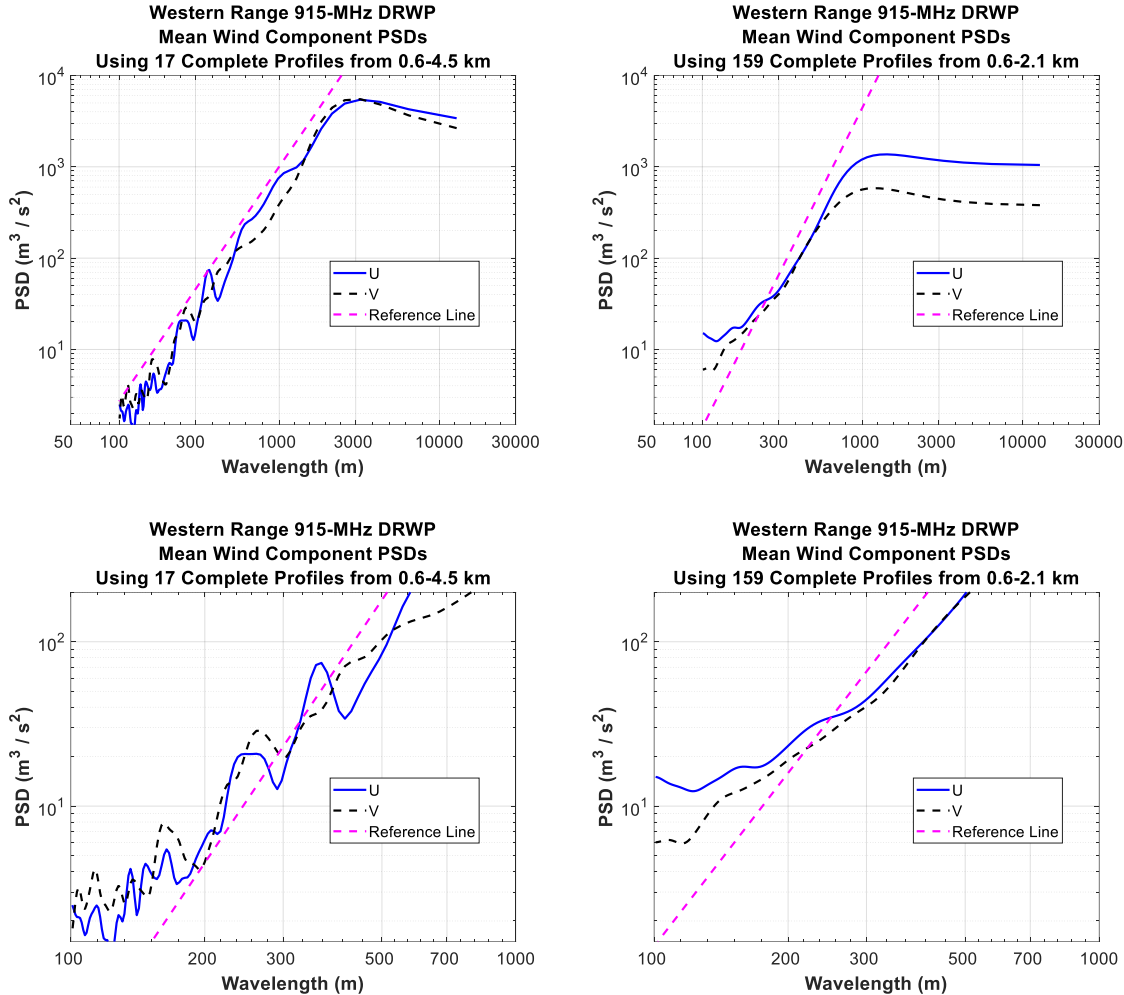 Western Range 915-MHz DRWP
Mean Wind Component PSDs
Using 17 Complete Profiles from 0.6-4.5 km
10^4
10^3
10^2
10^1
PSD (m^3 / s^2)
U
V
Reference Line
50 100 300 1000 3000 10000 30000
Wavelength (m)
Western Range 915-MHz DRWP
Mean Wind Component PSDs
Using 159 Complete Profiles from 0.6-2.1 km
10^4
10^3
10^2
10^1
PSD (m^3 / s^2)
U
V
Reference Line
50 100 300 1000 3000 10000 30000
Wavelength (m)
Western Range 915-MHz DRWP
Mean Wind Component PSDs
Using 17 Complete Profiles from 0.6-4.5 km
10^2
10^1
PSD (m^3 / s^2)
U
V
Reference Line
100 200 300 500 700 1000
Wavelength (m)
Western Range 915-MHz DRWP
Mean Wind Component PSDs
Using 159 Complete Profiles from 0.6-2.1 km
10^2
10^1
PSD (m^3 / s^2)
U
V
Reference Line
100 200 300 500 700 1000
Wavelength (m)